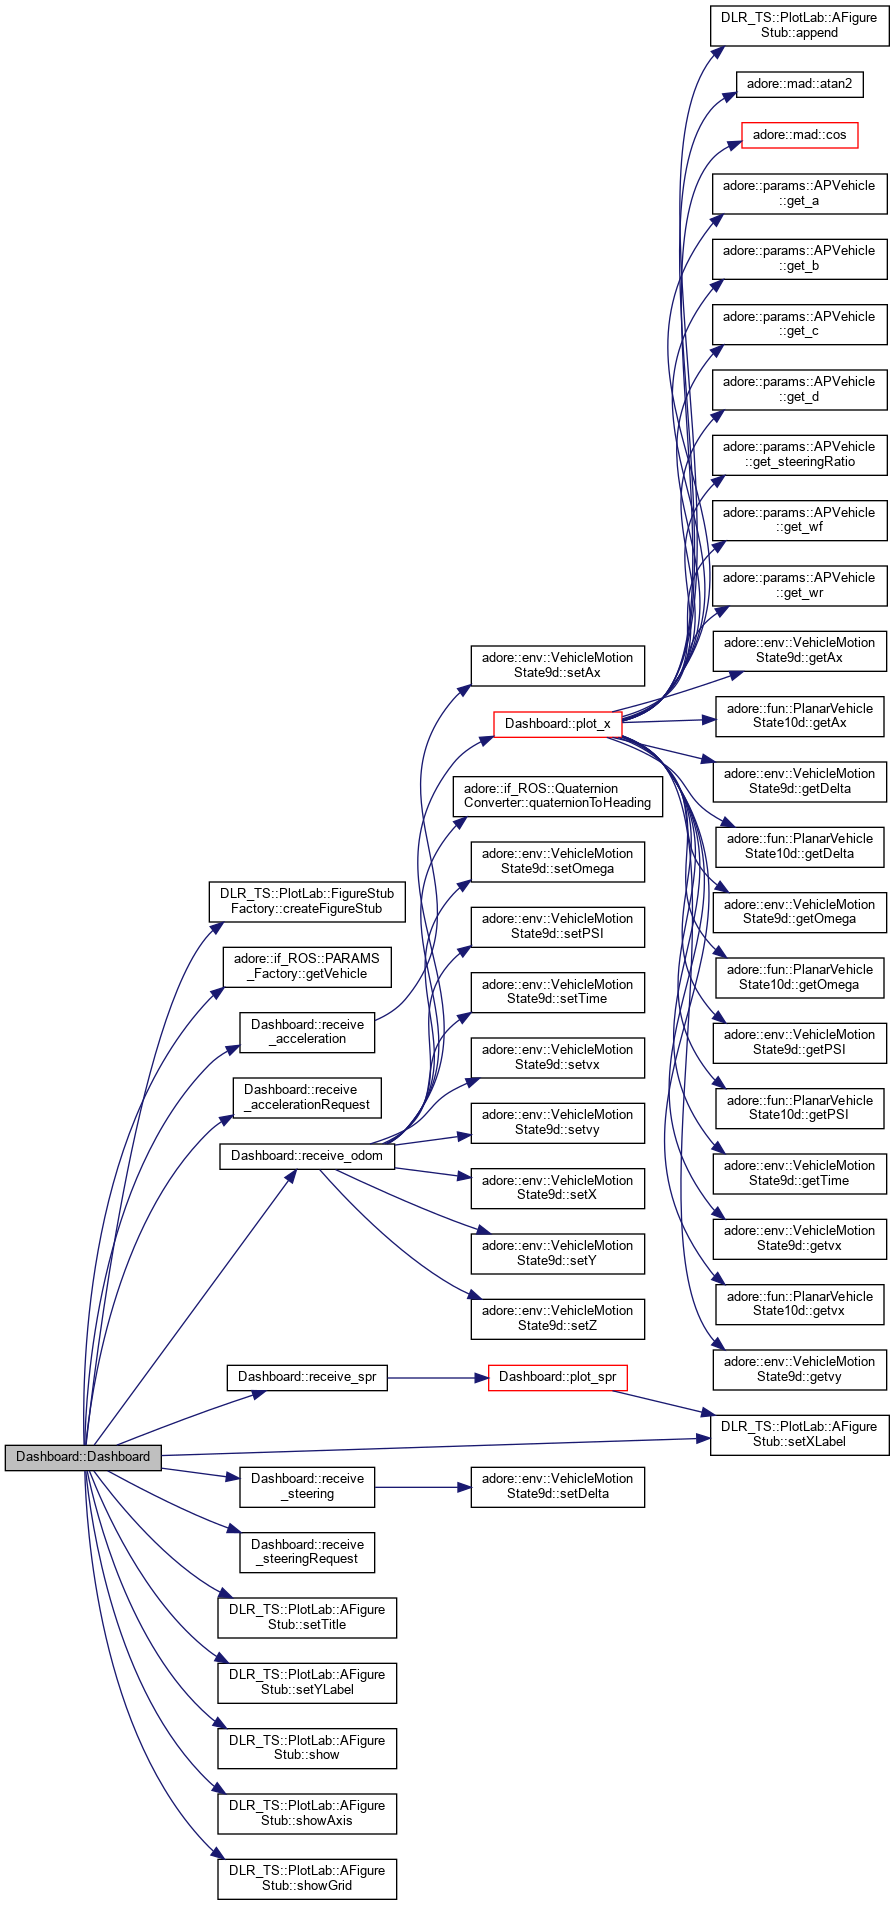 DLR_TS::PlotLab::AFigure
Stub::append
adore::mad::atan2
adore::mad::cos
adore::params::APVehicle
::get_a
adore::params::APVehicle
::get_b
adore::params::APVehicle
::get_c
adore::params::APVehicle
::get_d
adore::params::APVehicle
::get_steeringRatio
adore::params::APVehicle
::get_wf
adore::params::APVehicle
::get_wr
adore::env::VehicleMotion
State9d::getAx
adore::fun::PlanarVehicle
State10d::getAx
adore::env::VehicleMotion
State9d::getDelta
adore::fun::PlanarVehicle
State10d::getDelta
adore::env::VehicleMotion
State9d::getOmega
adore::fun::PlanarVehicle
State10d::getOmega
adore::env::VehicleMotion
State9d::getPSI
adore::fun::PlanarVehicle
State10d::getPSI
adore::env::VehicleMotion
State9d::getTime
adore::env::VehicleMotion
State9d::getvx
adore::fun::PlanarVehicle
State10d::getvx
adore::env::VehicleMotion
State9d::getvy
DLR_TS::PlotLab::AFigure
Stub::setXLabel
adore::env::VehicleMotion
State9d::setAx
Dashboard::plot_x
adore::if_ROS::Quaternion
Converter::quaternionToHeading
adore::env::VehicleMotion
State9d::setOmega
adore::env::VehicleMotion
State9d::setPSI
adore::env::VehicleMotion
State9d::setTime
adore::env::VehicleMotion
State9d::setvx
adore::env::VehicleMotion
State9d::setvy
adore::env::VehicleMotion
State9d::setX
adore::env::VehicleMotion
State9d::setY
adore::env::VehicleMotion
State9d::setZ
Dashboard::plot_spr
adore::env::VehicleMotion
State9d::setDelta
DLR_TS::PlotLab::FigureStub
Factory::createFigureStub
adore::if_ROS::PARAMS
_Factory::getVehicle
Dashboard::receive
_acceleration
Dashboard::receive
_accelerationRequest
Dashboard::receive_odom
Dashboard::receive_spr
Dashboard::receive
_steering
Dashboard::receive
_steeringRequest
DLR_TS::PlotLab::AFigure
Stub::setTitle
DLR_TS::PlotLab::AFigure
Stub::setYLabel
DLR_TS::PlotLab::AFigure
Stub::show
DLR_TS::PlotLab::AFigure
Stub::showAxis
DLR_TS::PlotLab::AFigure
Stub::showGrid
Dashboard::Dashboard